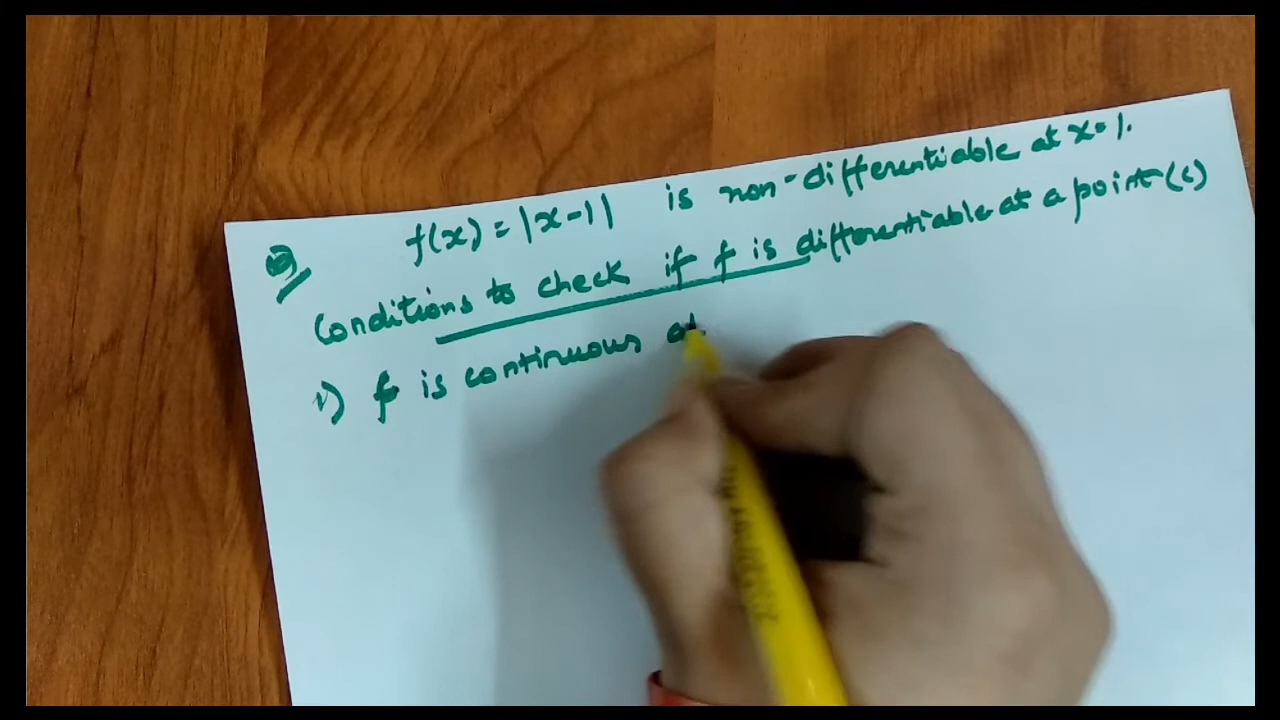 f(x) = |x-1| is non-differentiable at x=1.
Conditions to check if f is differentiable at a point (c)
1) f is continuous at